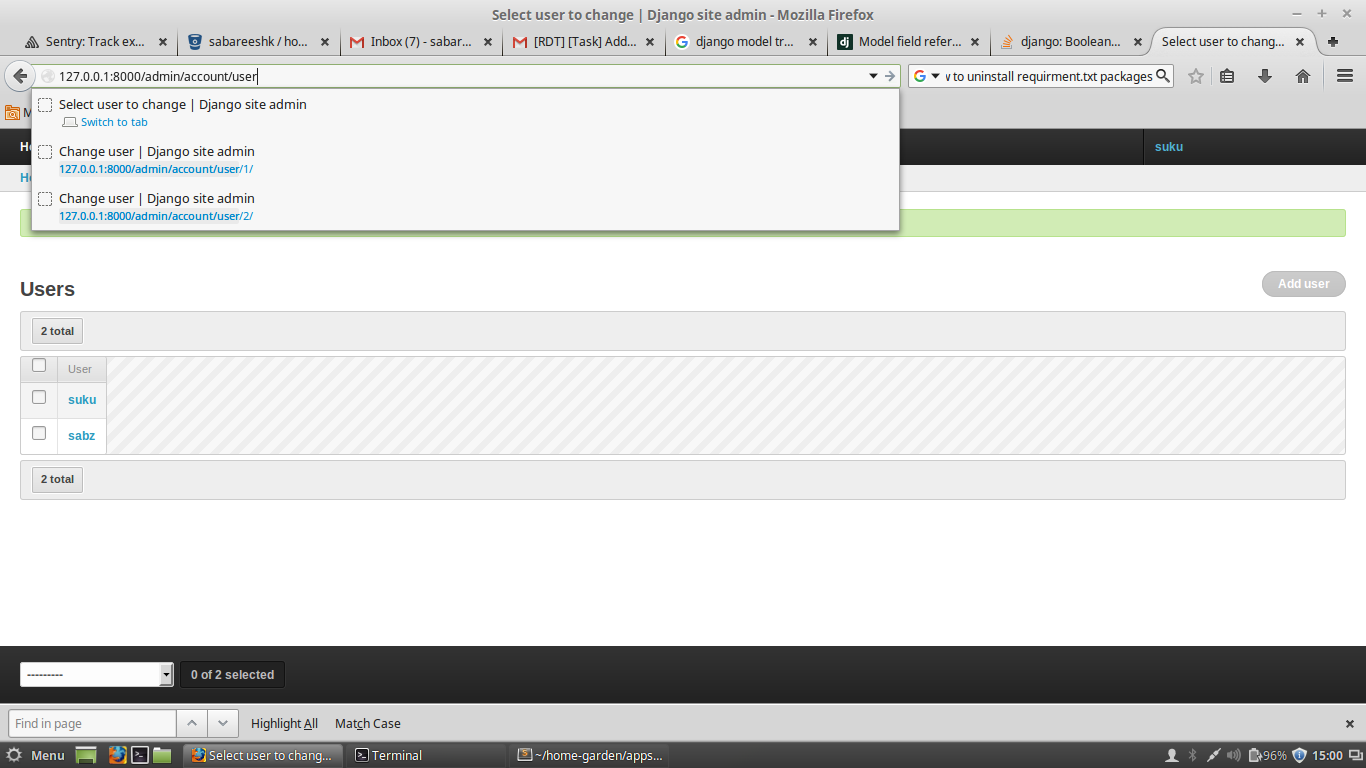 Select user to change | Django site admin - Mozilla Firefox
Sentry: Track ex...
sabareeshk / ho...
Inbox (7) - sabar...
[RDT] [Task] Add...
django model tr...
Model field refer...
django: Boolean...
Select user to chang...
127.0.0.1:8000/admin/account/user
w to uninstall requirment.txt packages
Select user to change | Django site admin
Switch to tab
Change user | Django site admin
127.0.0.1:8000/admin/account/user/1/
Change user | Django site admin
127.0.0.1:8000/admin/account/user/2/
suku
Users
Add user
2 total
User
suku
sabz
2 total
---------
0 of 2 selected
Find in page
Highlight All
Match Case
Menu
Select user to chang...
Terminal
~/home-garden/apps...
96%
15:00